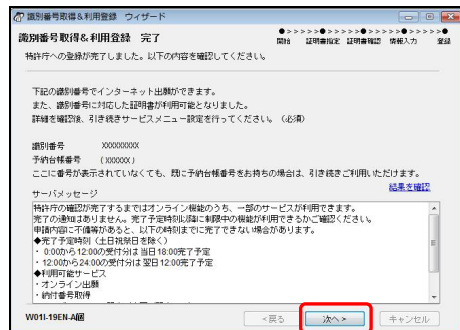 識別番号取得&利用登録 ウィザード
識別番号取得&利用登録 完了
●>>>>>●>>>>>●>>>>>●>>>>>●
開始 証明書指定 証明書確認 情報入力 登録
特許庁への登録が完了しました。以下の内容を確認してください。
下記の識別番号でインターネット出願ができます。
また、識別番号に対応した証明書が利用可能となりました。
詳細を確認後、引き続きサービスメニュー設定を行ってください。(必須)
識別番号 XXXXXXXXX
予納台帳番号 (XXXXXX)
ここに番号が表示されていなくても、既に予納台帳番号をお持ちの場合は、引き続きご利用いただけます。
結果を確認
サーバメッセージ
特許庁の確認が完了するまではオンライン機能のうち、一部のサービスが利用できます。
完了の通知はありません。完了予定時刻以降に制限中の機能が利用できるかご確認ください。
申請内容に不備等があると、以下の時刻までに完了できない場合があります。
◆完了予定時刻(土日祝祭日を除く)
・ 0:00から12:00の受付分は 当日18:00完了予定
・12:00から24:00の受付分は 翌日12:00完了予定
◆利用可能サービス
・オンライン出願
・納付番号取得
W01I-19EN-A個
<戻る 次へ> キャンセル